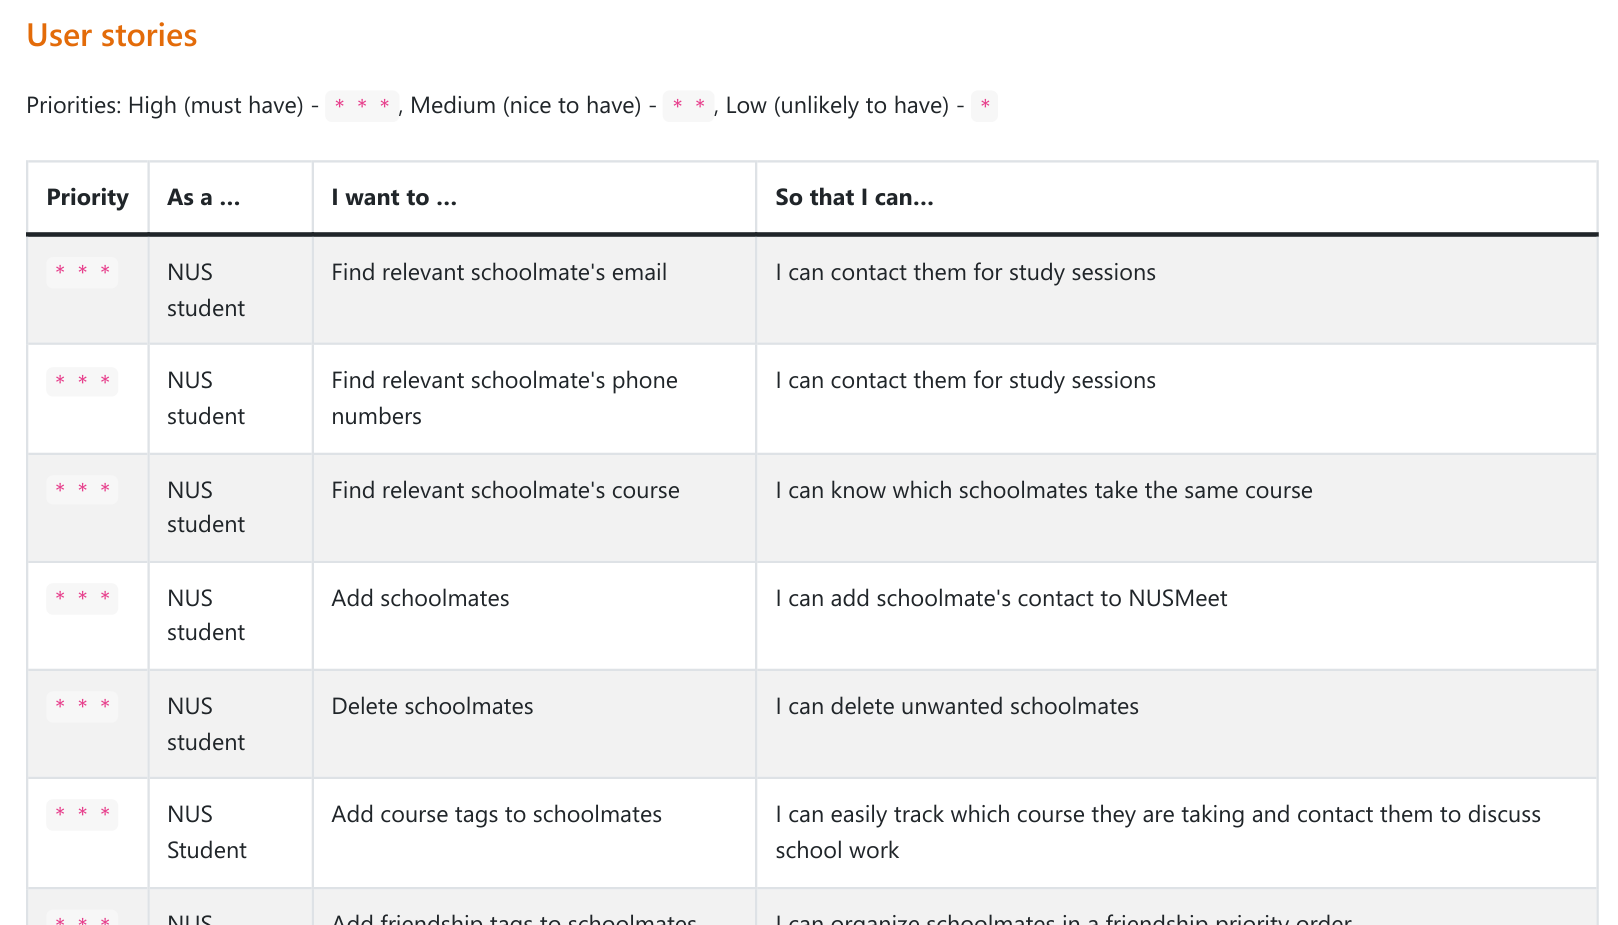 User stories
Priorities: High (must have) - * * *, Medium (nice to have) - * *, Low (unlikely to have) - *
Priority As a … I want to … So that I can…
* * * NUS student Find relevant schoolmate's email I can contact them for study sessions
* * * NUS student Find relevant schoolmate's phone numbers I can contact them for study sessions
* * * NUS student Find relevant schoolmate's course I can know which schoolmates take the same course
* * * NUS student Add schoolmates I can add schoolmate's contact to NUSMeet
* * * NUS student Delete schoolmates I can delete unwanted schoolmates
* * * NUS Student Add course tags to schoolmates I can easily track which course they are taking and contact them to discuss school work
* * * NUS Add friendship tags to schoolmates I can organize schoolmates in a friendship priority order